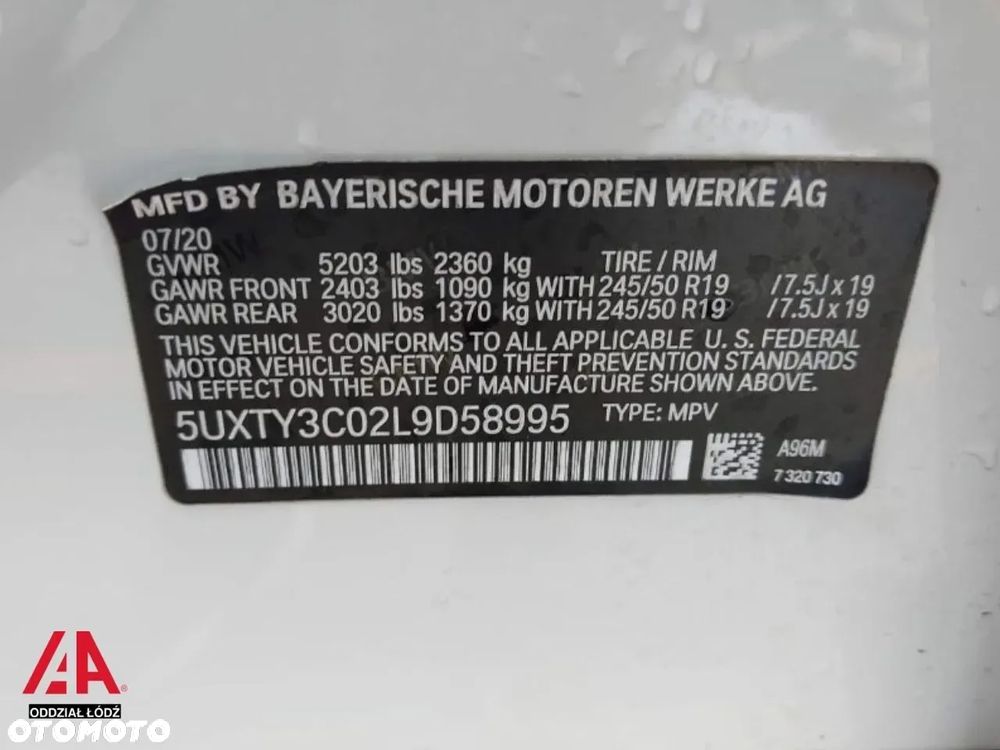 MFD BY BAYERISCHE MOTOREN WERKE AG
07/20
GVWR 5203 lbs 2360 kg TIRE / RIM
GAWR FRONT 2403 lbs 1090 kg WITH 245/50 R19 /7.5J x 19
GAWR REAR 3020 lbs 1370 kg WITH 245/50 R19 /7.5J x 19
THIS VEHICLE CONFORMS TO ALL APPLICABLE U. S. FEDERAL
MOTOR VEHICLE SAFETY AND THEFT PREVENTION STANDARDS
IN EFFECT ON THE DATE OF MANUFACTURE SHOWN ABOVE.
5UXTY3C02L9D58995 TYPE: MPV
A96M
7 320 730
AA®
ODDZIAŁ ŁÓDŹ
OTOMOTO